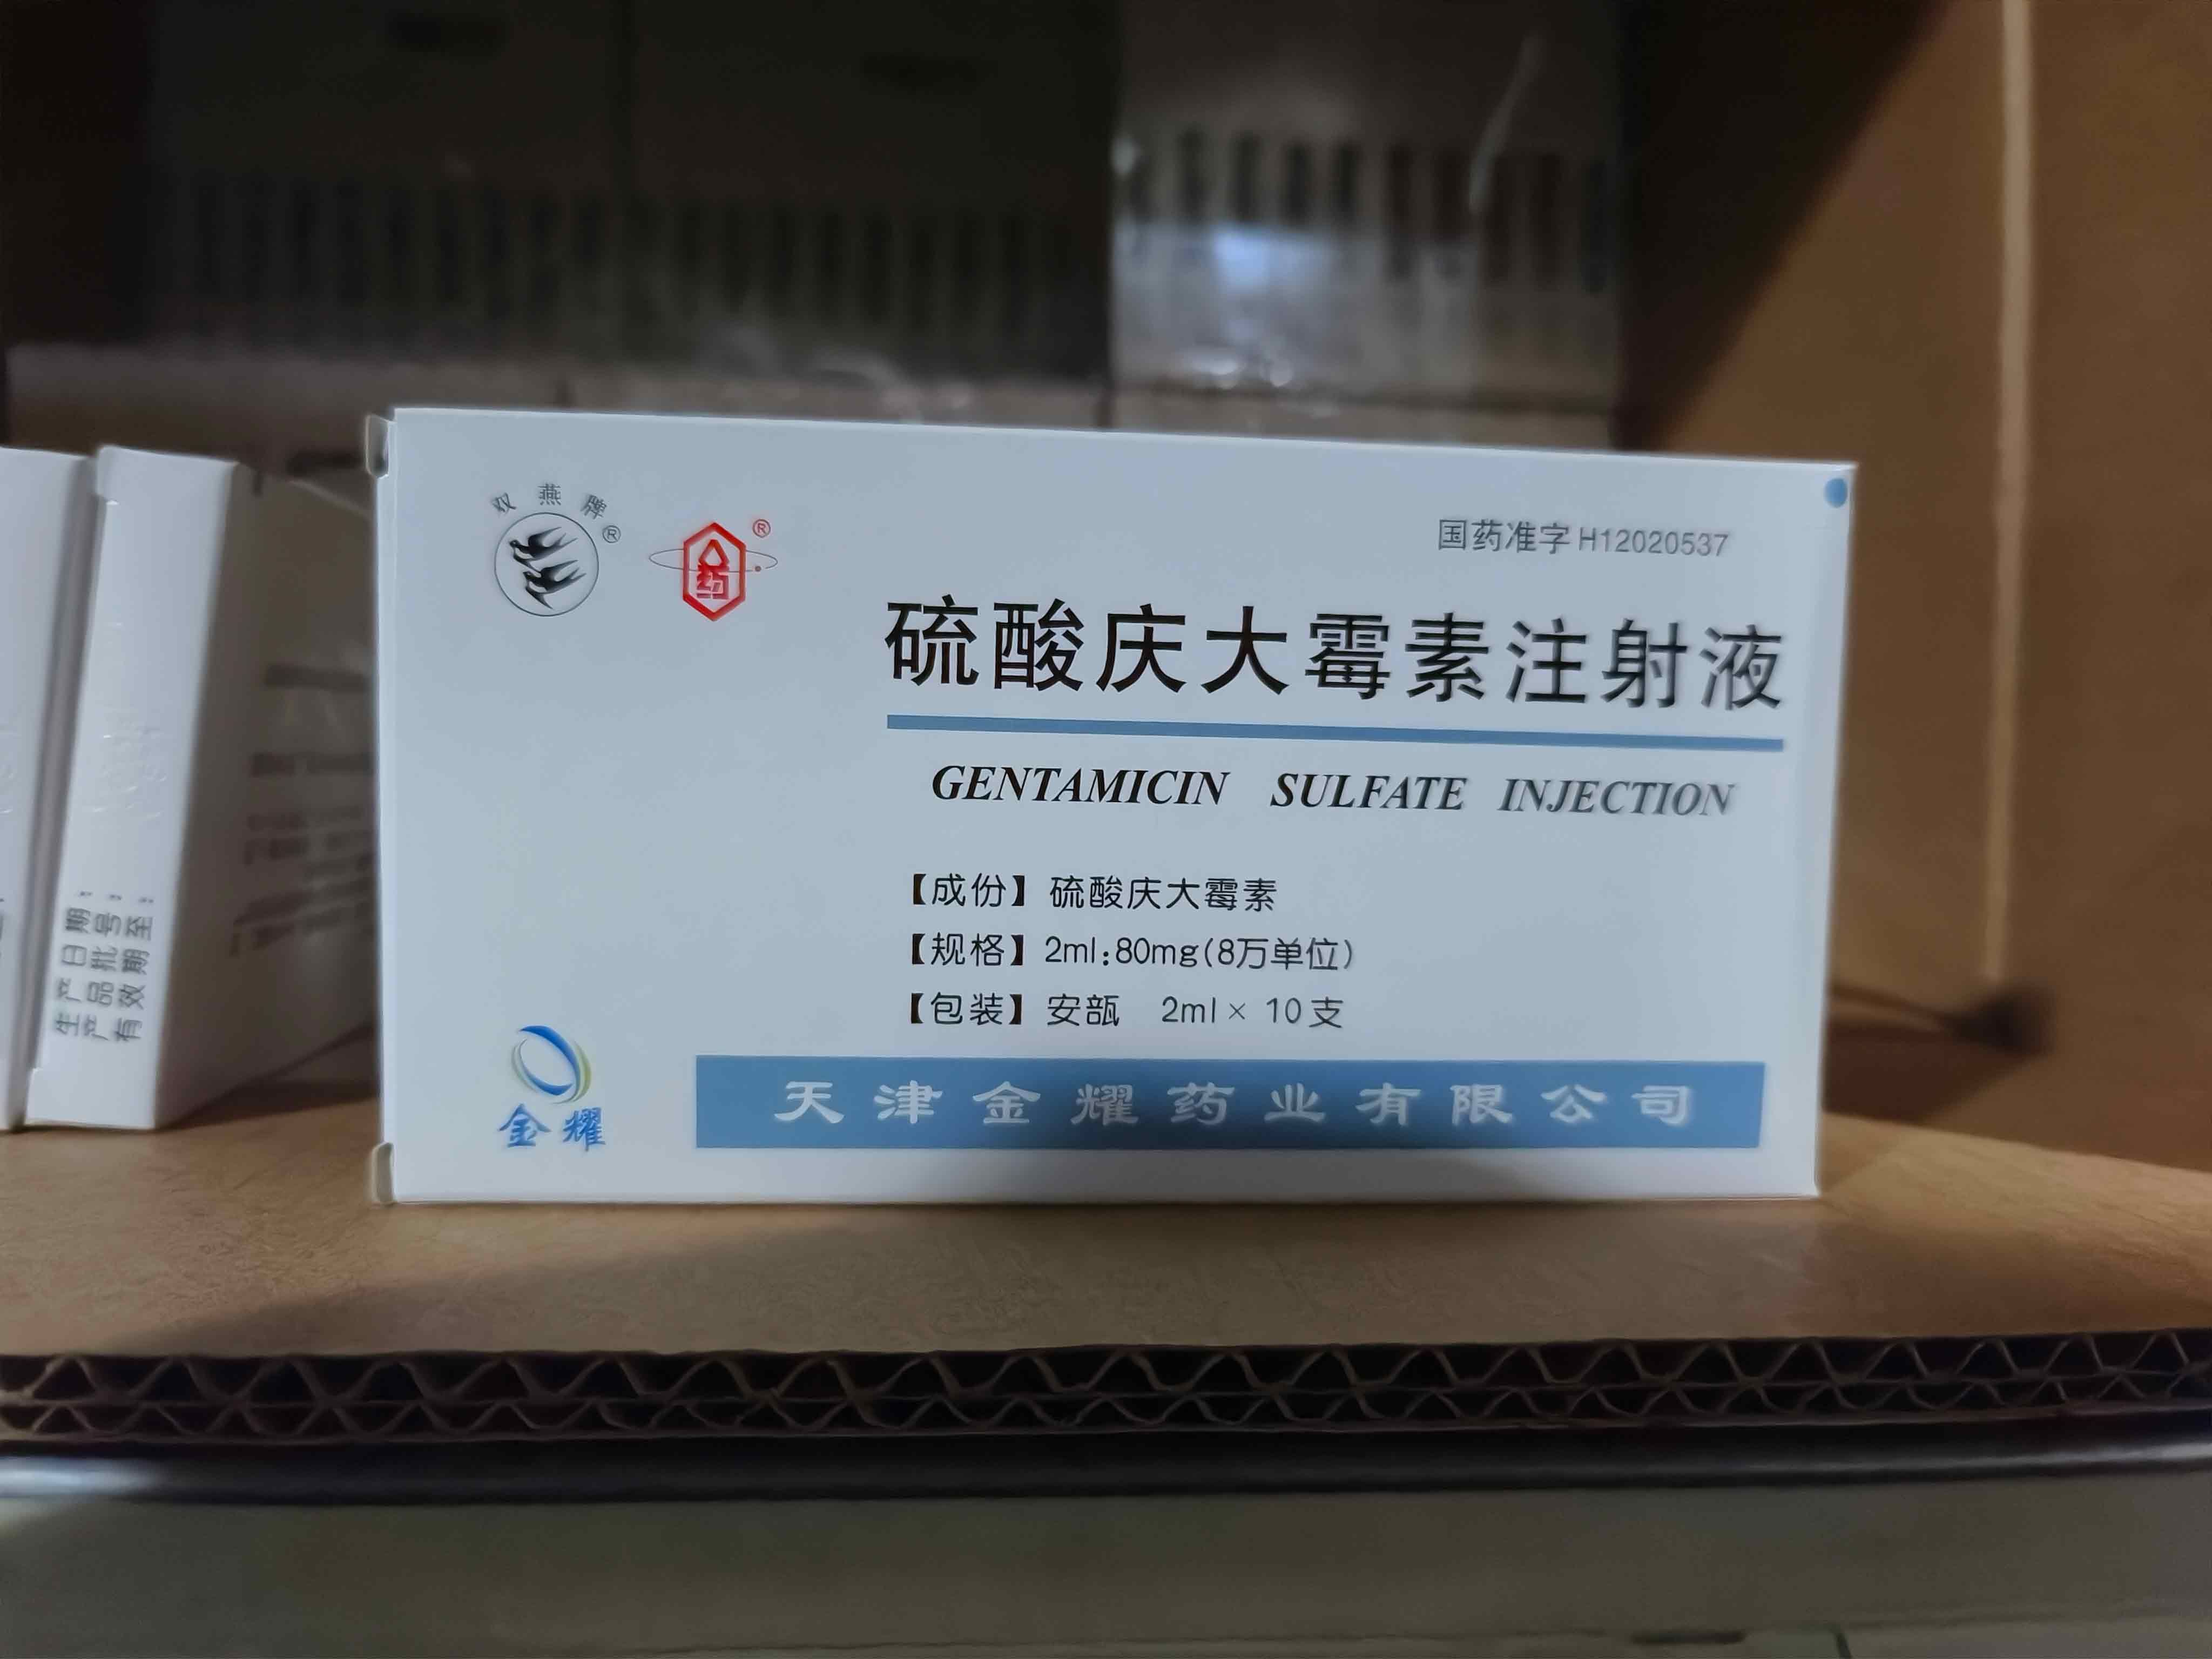 双燕牌®
药®
国药准字H12020537
硫酸庆大霉素注射液
GENTAMICIN SULFATE INJECTION
【成份】硫酸庆大霉素
【规格】2ml:80mg(8万单位)
【包装】安瓿 2ml×10支
金耀
天津金耀药业有限公司
生产日期:
产品批号:
有效期至: